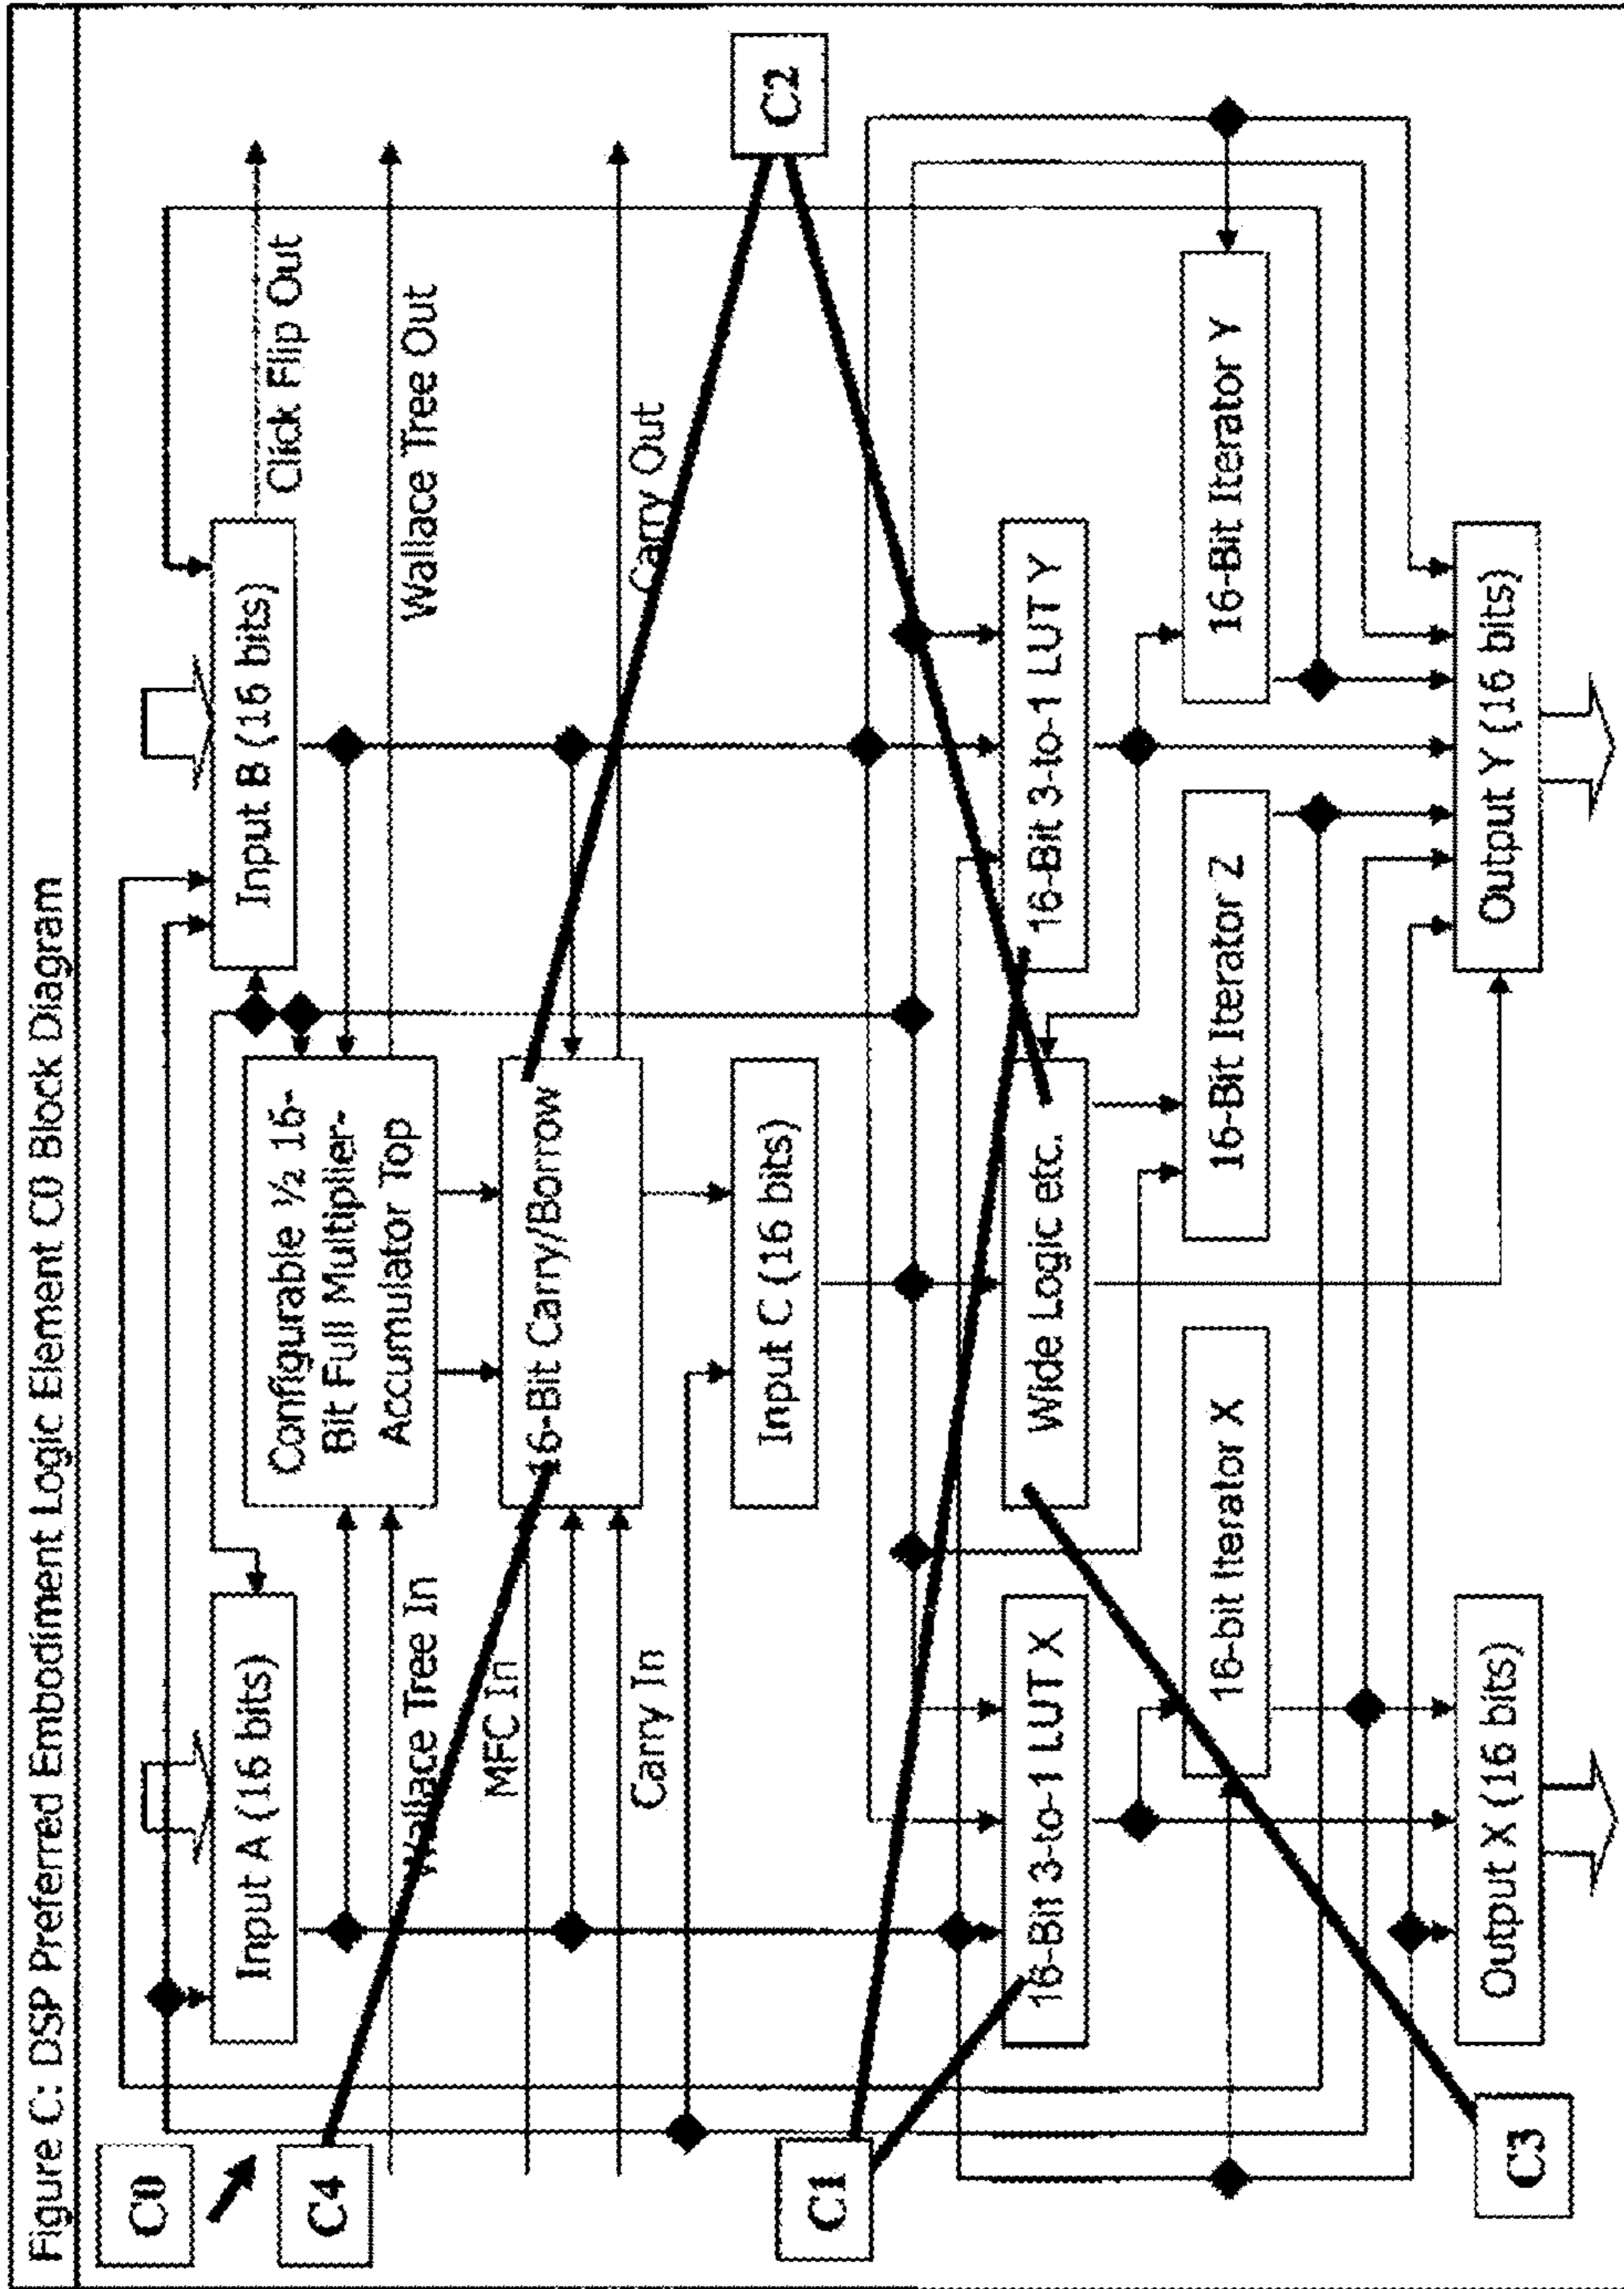 Figure C: DSP Preferred Embodiment Logic Element C0 Block Diagram
C0
C4
Input A (16 bits)
Input B (16 bits)
Click Flip Out
Configurable ½ 16-
Bit Full Multiplier-
Accumulator Top
Wallace Tree In
Wallace Tree Out
MFC In
16-Bit Carry/Borrow
Carry In
Carry Out
Input C (16 bits)
C2
C1
16-Bit 3-to-1 LUT X
Wide Logic etc.
16-Bit 3-to-1 LUT Y
16-bit Iterator X
16-Bit Iterator Z
16-Bit Iterator Y
C3
Output X (16 bits)
Output Y (16 bits)